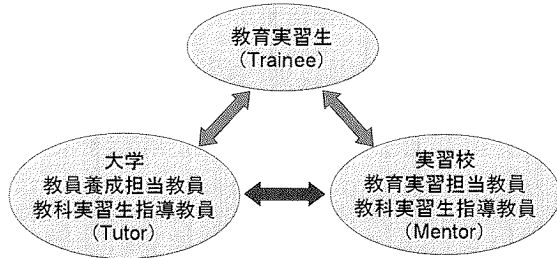 教育実習生
(Trainee)
大学
教員養成担当教員
教科実習生指導教員
(Tutor)
実習校
教育実習担当教員
教科実習生指導教員
(Mentor)